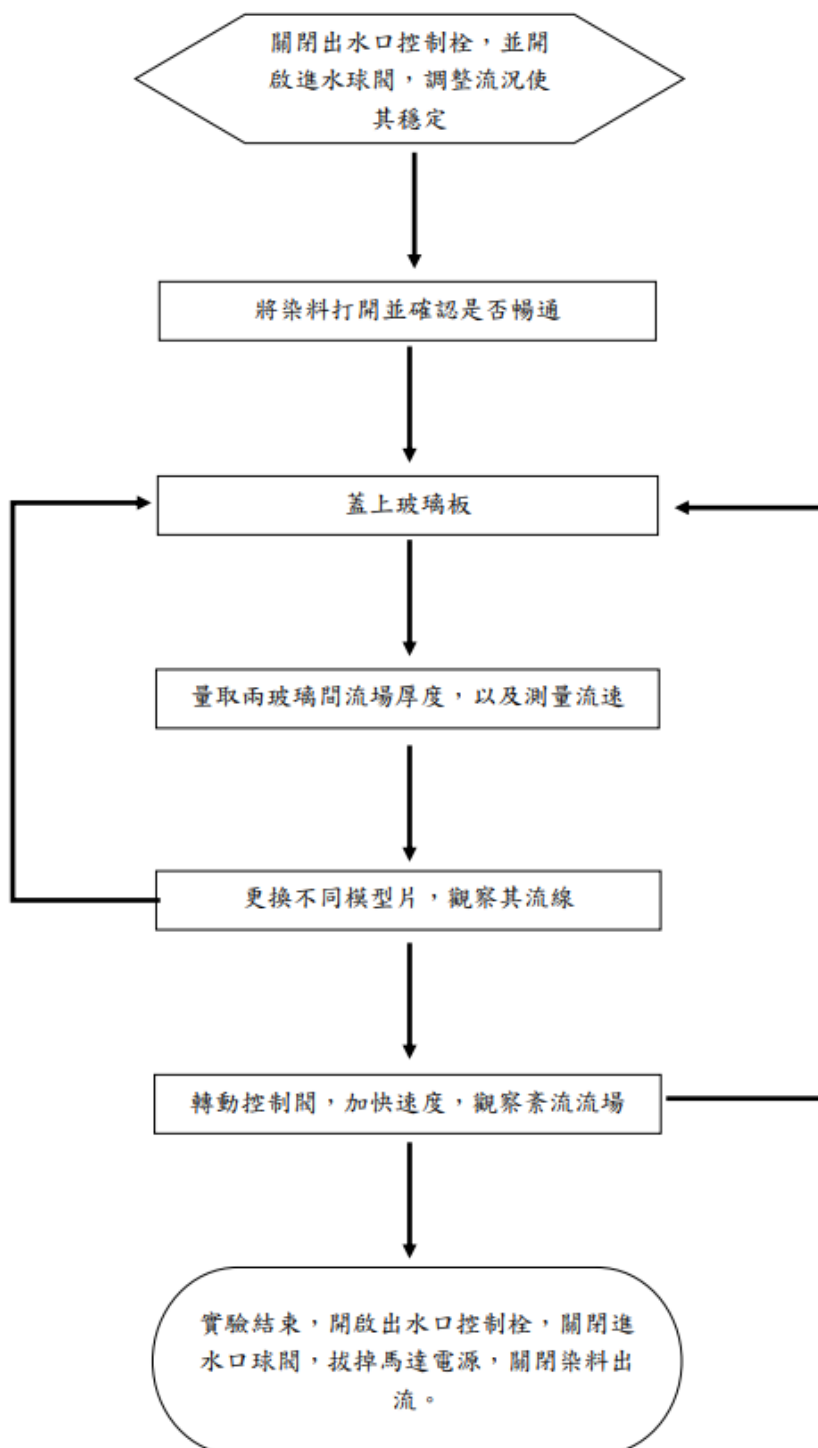 關閉出水口控制栓，並開
啟進水球閥，調整流況使
其穩定
將染料打開並確認是否暢通
蓋上玻璃板
量取兩玻璃間流場厚度，以及測量流速
更換不同模型片，觀察其流線
轉動控制閥，加快速度，觀察紊流流場
實驗結束，開啟出水口控制栓，關閉進
水口球閥，拔掉馬達電源，關閉染料出
流。